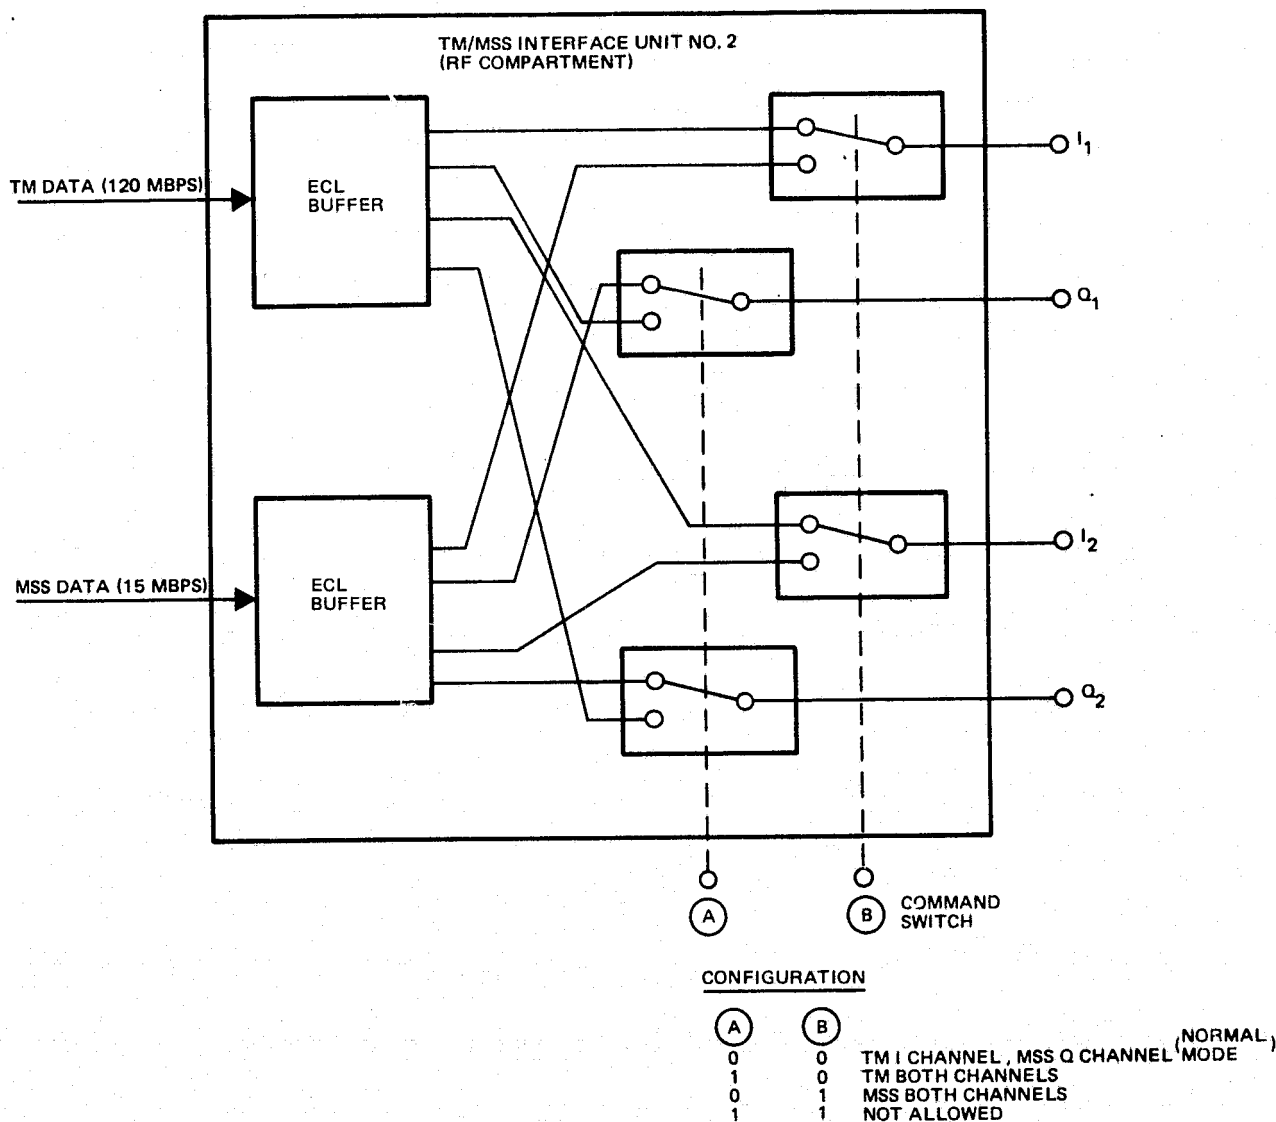 TM/MSS INTERFACE UNIT NO. 2
(RF COMPARTMENT)
TM DATA (120 MBPS)
ECL
BUFFER
I1
Q1
MSS DATA (15 MBPS)
ECL
BUFFER
I2
Q2
A
B
COMMAND
SWITCH
CONFIGURATION
A B
0 0 TM I CHANNEL, MSS Q CHANNEL (NORMAL MODE)
1 0 TM BOTH CHANNELS
0 1 MSS BOTH CHANNELS
1 1 NOT ALLOWED